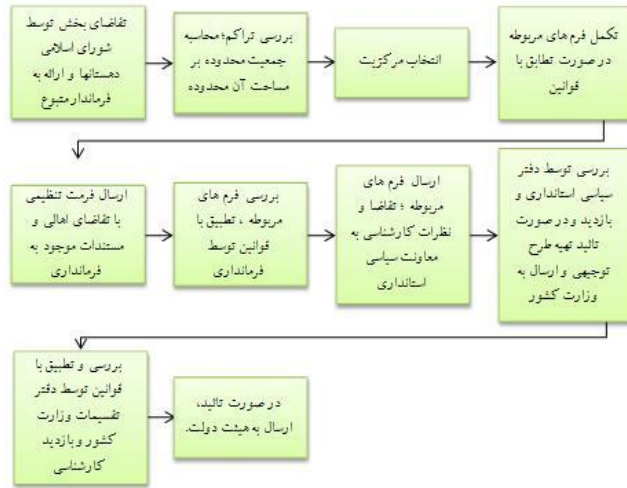 تقاضای بخش توسط
شورای اسلامی
دهستانها و ارائه به
فرماندار متبوع
بررسی تراکم؛ محاسبه
جمعیت محدوده بر
مساحت آن محدوده
انتخاب مرکزیت
تکمل فرم های مربوطه
در صورت تطابق با
قوانین
ارسال فرمت تنظیمی
با تقاضای اهالی و
مستندات موجود به
فرمانداری
بررسی فرم های
مربوطه ، تطبیق با
قوانین توسط
فرمانداری
ارسال فرم های
مربوطه ؛ تقاضا و
نظرات کارشناسی به
معاونت سیاسی
استانداری
بررسی توسط دفتر
سیاسی استانداری و
بازدید و در صورت
تائید تهیه طرح
توجیهی و ارسال به
وزارت کشور
بررسی و تطبیق با
قوانین توسط دفتر
تقسیمات وزارت
کشور و بازدید
کارشناسی
در صورت تائید،
ارسال به هیئت دولت.